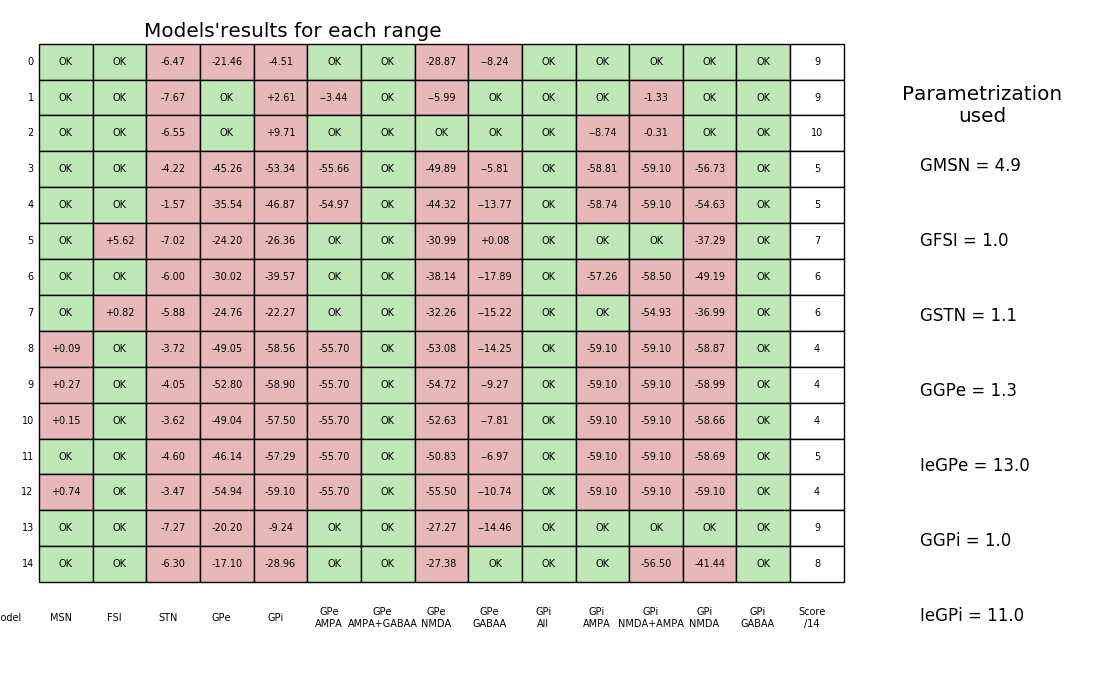 Models'results for each range
0 OK OK -6.47 -21.46 -4.51 OK OK -28.87 --8.24 OK OK OK OK OK 9
1 OK OK -7.67 OK +2.61 --3.44 OK --5.99 OK OK OK -1.33 OK OK 9
2 OK OK -6.55 OK +9.71 OK OK OK OK OK --8.74 -0.31 OK OK 10
3 OK OK -4.22 -45.26 -53.34 -55.66 OK -49.89 --5.81 OK -58.81 -59.10 -56.73 OK 5
4 OK OK -1.57 -35.54 -46.87 -54.97 OK -44.32 --13.77 OK -58.74 -59.10 -54.63 OK 5
5 OK +5.62 -7.02 -24.20 -26.36 OK OK -30.99 +0.08 OK OK OK -37.29 OK 7
6 OK OK -6.00 -30.02 -39.57 OK OK -38.14 --17.89 OK -57.26 -58.50 -49.19 OK 6
7 OK +0.82 -5.88 -24.76 -22.27 OK OK -32.26 --15.22 OK OK -54.93 -36.99 OK 6
8 +0.09 OK -3.72 -49.05 -58.56 -55.70 OK -53.08 --14.25 OK -59.10 -59.10 -58.87 OK 4
9 +0.27 OK -4.05 -52.80 -58.90 -55.70 OK -54.72 --9.27 OK -59.10 -59.10 -58.99 OK 4
10 +0.15 OK -3.62 -49.04 -57.50 -55.70 OK -52.63 --7.81 OK -59.10 -59.10 -58.66 OK 4
11 OK OK -4.60 -46.14 -57.29 -55.70 OK -50.83 --6.97 OK -59.10 -59.10 -58.69 OK 5
12 +0.74 OK -3.47 -54.94 -59.10 -55.70 OK -55.50 --10.74 OK -59.10 -59.10 -59.10 OK 4
13 OK OK -7.27 -20.20 -9.24 OK OK -27.27 --14.46 OK OK OK OK OK 9
14 OK OK -6.30 -17.10 -28.96 OK OK -27.38 OK OK OK -56.50 -41.44 OK 8
odel MSN FSI STN GPe GPi GPe AMPA GPe AMPA+GABAA GPe NMDA GPe GABAA GPi All GPi AMPA GPi NMDA+AMPA GPi NMDA GPi GABAA Score /14
Parametrization
used
GMSN = 4.9
GFSI = 1.0
GSTN = 1.1
GGPe = 1.3
IeGPe = 13.0
GGPi = 1.0
IeGPi = 11.0